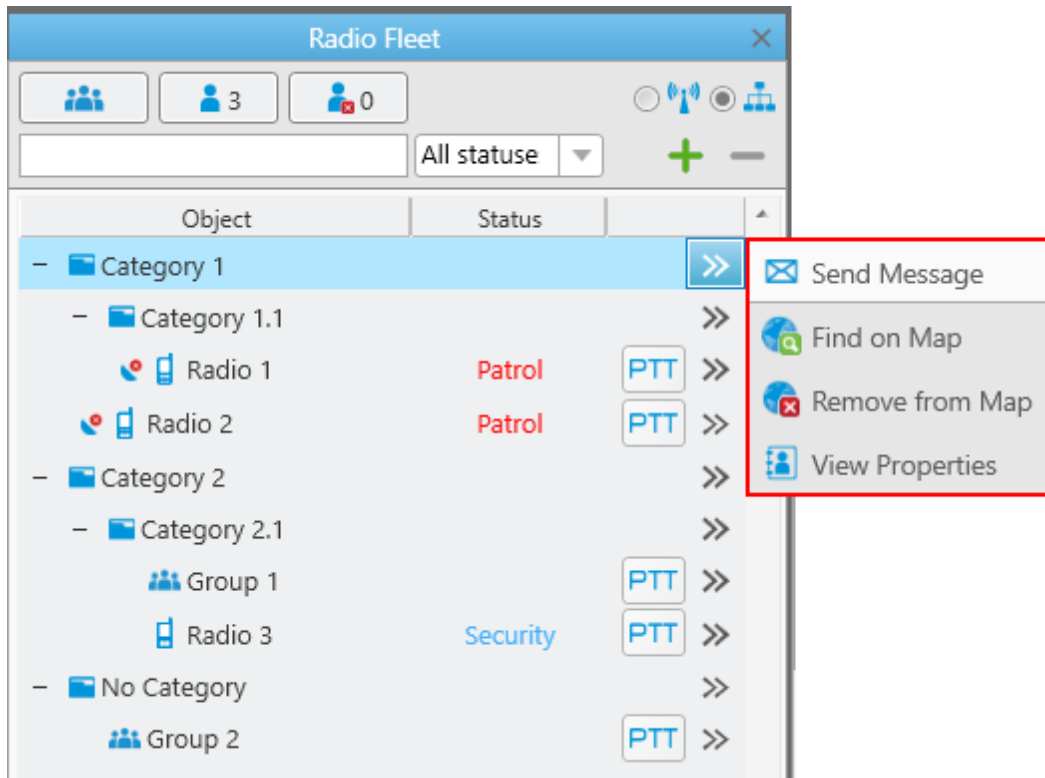 Radio Fleet
3
0
All statuse
Object Status
Category 1
Send Message
Category 1.1
Find on Map
Radio 1 Patrol PTT
Remove from Map
Radio 2 Patrol PTT
View Properties
Category 2
Category 2.1
Group 1 PTT
Radio 3 Security PTT
No Category
Group 2 PTT